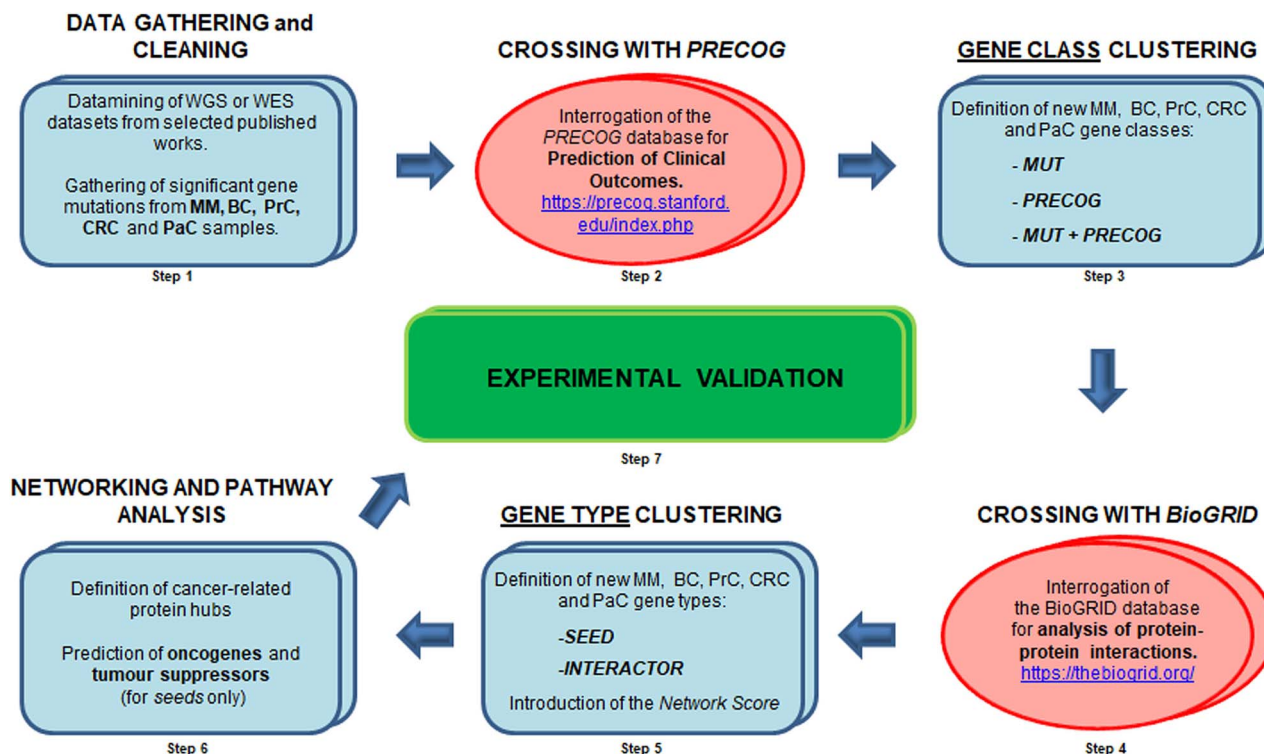 DATA GATHERING and
CLEANING
Datamining of WGS or WES
datasets from selected published
works.
Gathering of significant gene
mutations from MM, BC, PrC,
CRC and PaC samples.
Step 1
CROSSING WITH PRECOG
Interrogation of the
PRECOG database for
Prediction of Clinical
Outcomes.
https://precog.stanford.
edu/index.php
Step 2
GENE CLASS CLUSTERING
Definition of new MM, BC, PrC, CRC
and PaC gene classes:
- MUT
- PRECOG
- MUT + PRECOG
Step 3
EXPERIMENTAL VALIDATION
Step 7
NETWORKING AND PATHWAY
ANALYSIS
Definition of cancer-related
protein hubs
Prediction of oncogenes and
tumour suppressors
(for seeds only)
Step 6
GENE TYPE CLUSTERING
Definition of new MM, BC, PrC, CRC
and PaC gene types:
-SEED
-INTERACTOR
Introduction of the Network Score
Step 5
CROSSING WITH BioGRID
Interrogation of
the BioGRID database
for analysis of protein-
protein interactions.
https://thebiogrid.org/
Step 4